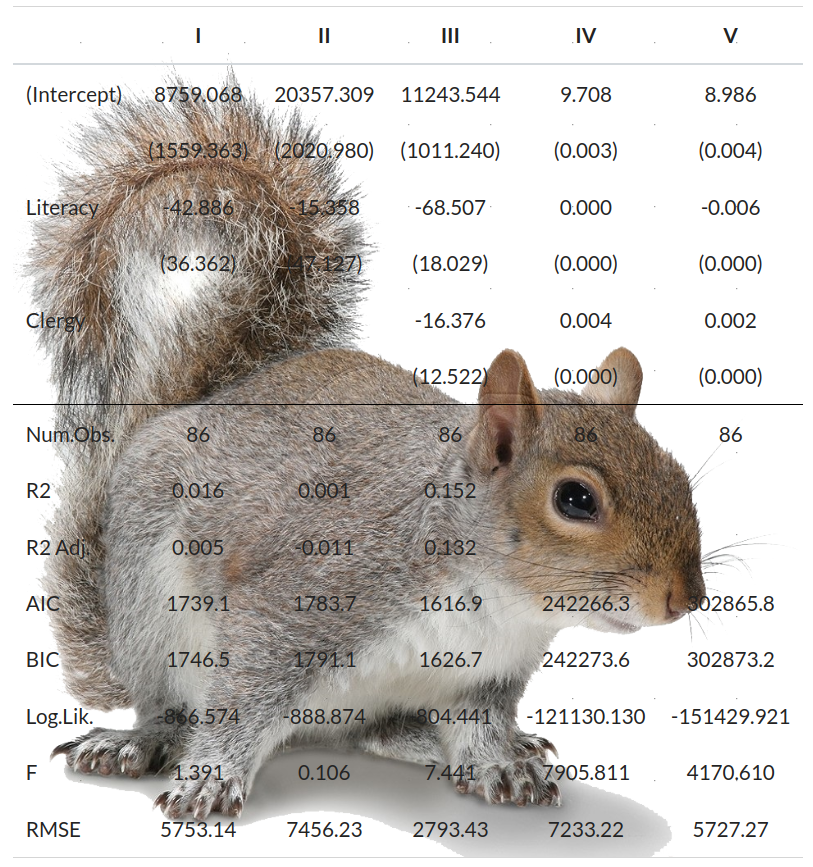 I II III IV V
(Intercept) 8759.068 20357.309 11243.544 9.708 8.986
(1559.363) (2020.980) (1011.240) (0.003) (0.004)
Literacy -42.886 -15.358 -68.507 0.000 -0.006
(36.362) (47.127) (18.029) (0.000) (0.000)
Clergy -16.376 0.004 0.002
(12.522) (0.000) (0.000)
Num.Obs. 86 86 86 86 86
R2 0.016 0.001 0.152
R2 Adj. 0.005 -0.011 0.132
AIC 1739.1 1783.7 1616.9 242266.3 302865.8
BIC 1746.5 1791.1 1626.7 242273.6 302873.2
Log.Lik. -866.574 -888.874 -804.441 -121130.130 -151429.921
F 1.391 0.106 7.441 7905.811 4170.610
RMSE 5753.14 7456.23 2793.43 7233.22 5727.27